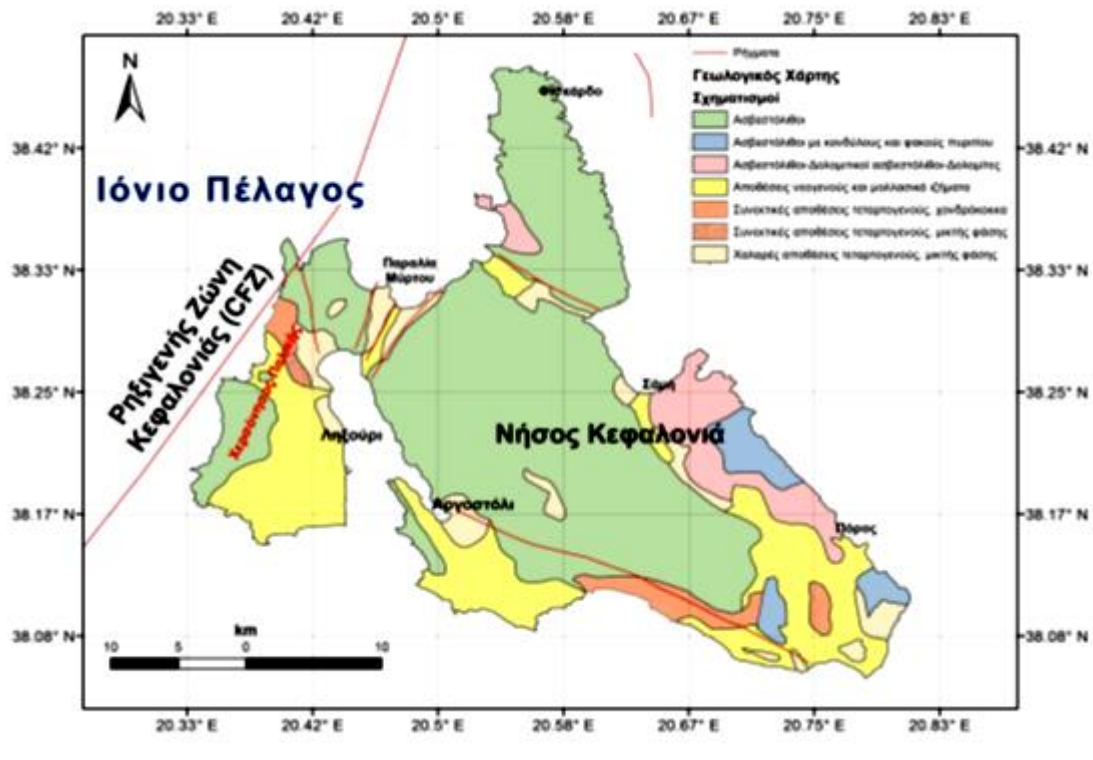 20.33° E 20.42° E 20.5° E 20.58° E 20.67° E 20.75° E 20.83° E
N
Ρήγματα
Γεωλογικός Χάρτης
Σχηματισμοί
Ασβεστόλιθοι
Ασβεστόλιθοι με κονδύλους και φακούς πυριτίου
Ασβεστόλιθοι-Δολομιτικοί ασβεστόλιθοι-Δολομίτες
Αποθέσεις νεογενούς και μολλασικά ιζήματα
Συνεκτικές αποθέσεις τεταρτογενούς, χονδρόκοκκα
Συνεκτικές αποθέσεις τεταρτογενούς, μικτής φάσης
Χαλαρές αποθέσεις τεταρτογενούς, μικτής φάσης
Φισκάρδο
38.42° N 38.42° N
Ιόνιο Πέλαγος
Παραλία
Μύρτου
38.33° N 38.33° N
Ρηξιγενής Ζώνη
Κεφαλονιάς (CFZ)
Χερσόνησος Παλικής
38.25° N 38.25° N
Σάμη
Ληξούρι
Νήσος Κεφαλονιά
Αργοστόλι
38.17° N 38.17° N
Πόρος
km
10 5 0 10
38.08° N 38.08° N
20.33° E 20.42° E 20.5° E 20.58° E 20.67° E 20.75° E 20.83° E